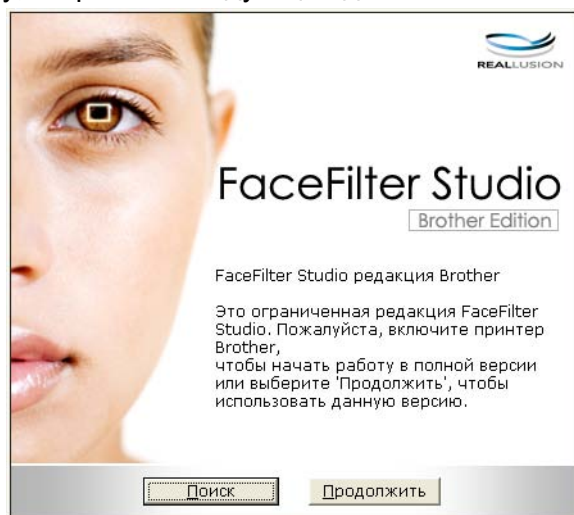 REALLUSION
FaceFilter Studio
Brother Edition
FaceFilter Studio редакция Brother
Это ограниченная редакция FaceFilter
Studio. Пожалуйста, включите принтер
Brother,
чтобы начать работу в полной версии
или выберите 'Продолжить', чтобы
использовать данную версию.
Поиск
Продолжить